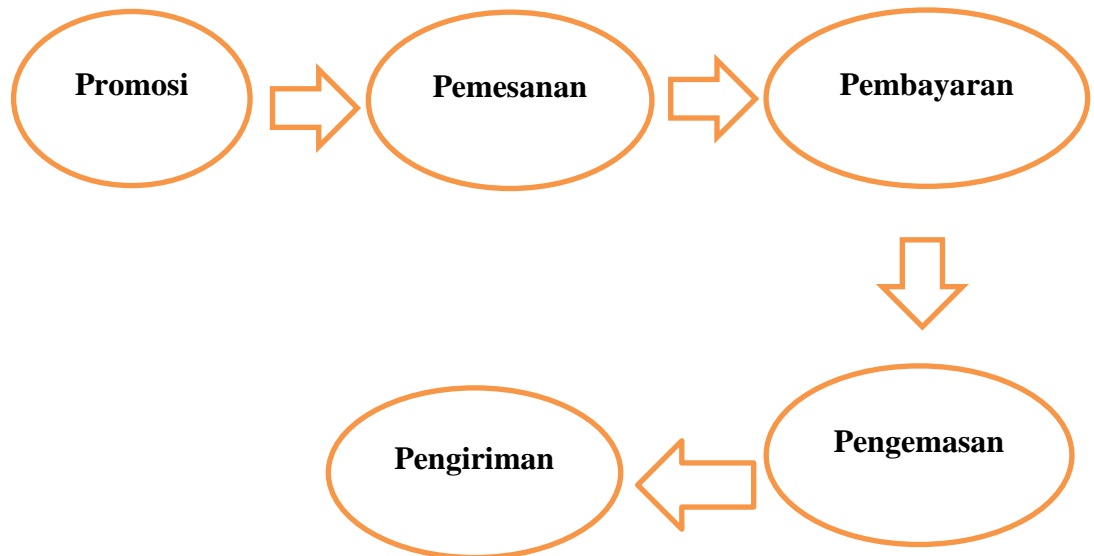 Promosi
Pemesanan
Pembayaran
Pengemasan
Pengiriman